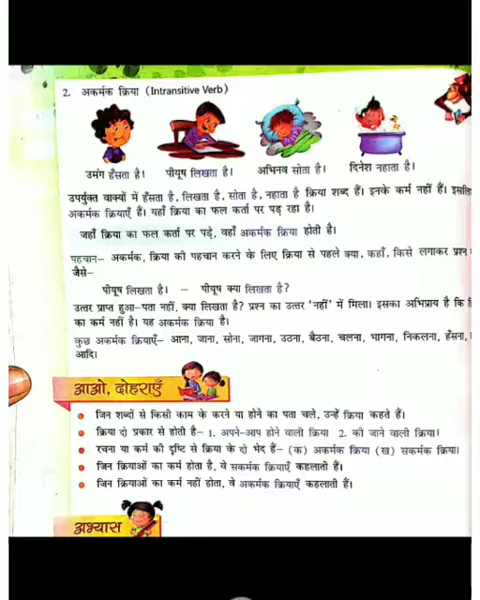 2. अकर्मक क्रिया (Intransitive Verb)
उमंग हँसता है। पीयूष लिखता है। अभिनव सोता है। दिनेश नहाता है।
उपर्युक्त वाक्यों में हँसता है, लिखता है, सोता है, नहाता है क्रिया शब्द हैं। इनके कर्म नहीं हैं।
अकर्मक क्रियाएँ हैं। यहाँ क्रिया का फल कर्ता पर पड़ रहा है।
जहाँ क्रिया का फल कर्ता पर पड़े, वहाँ अकर्मक क्रिया होती है।
पहचान– अकर्मक, क्रिया को पहचान करने के लिए क्रिया से पहले क्या, कहाँ, किसे लगाकर प्रश्न
जैसे–
पीयूष लिखता है। – पीयूष क्या लिखता है?
उत्तर प्राप्त हुआ–पता नहीं, क्या लिखता है? प्रश्न का उत्तर 'नहीं' में मिला। इसका अभिप्राय है कि
का कर्म नहीं है। यह अकर्मक क्रिया है।
कुछ अकर्मक क्रियाएँ– आना, जाना, सोना, जागना, उठना, बैठना, चलना, भागना, निकलना, हँसना,
आदि।
आओ, दोहराएँ
जिन शब्दों से किसी काम के करने या होने का पता चले, उन्हें क्रिया कहते हैं।
क्रिया दो प्रकार से होती है– 1. अपने-आप होने वाली क्रिया 2. की जाने वाली क्रिया।
रचना या कर्म की दृष्टि से क्रिया के दो भेद हैं– (क) अकर्मक क्रिया (ख) सकर्मक क्रिया।
जिन क्रियाओं का कर्म होता है, वे सकर्मक क्रियाएँ कहलाती हैं।
जिन क्रियाओं का कर्म नहीं होता, वे अकर्मक क्रियाएँ कहलाती हैं।
अभ्यास